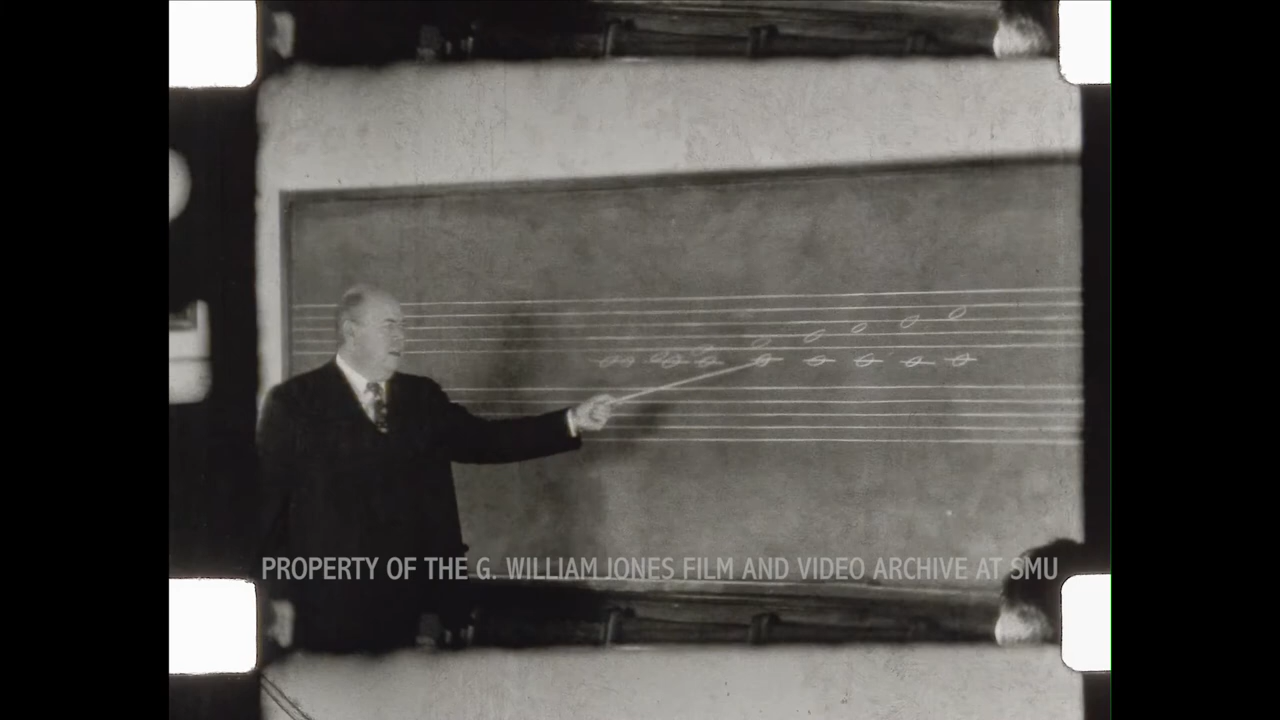 PROPERTY OF THE G. WILLIAM JONES FILM AND VIDEO ARCHIVE AT SMU